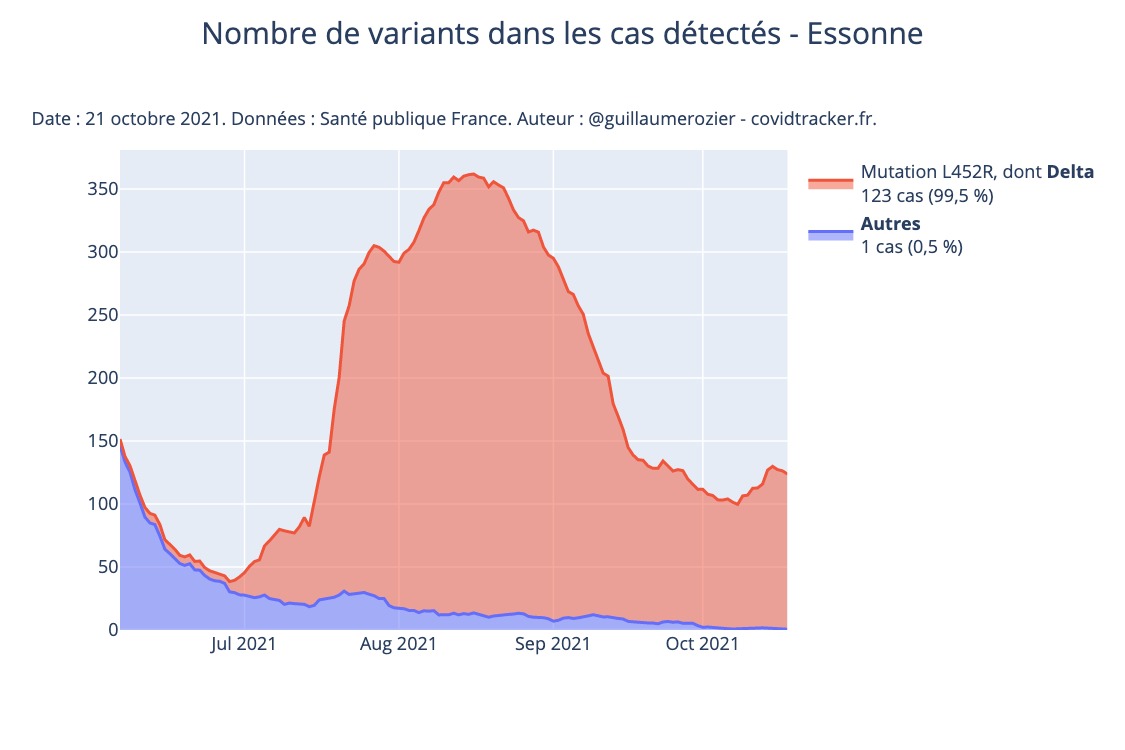 Nombre de variants dans les cas détectés - Essonne
Date : 21 octobre 2021. Données : Santé publique France. Auteur : @guillaumerozier - covidtracker.fr.
Mutation L452R, dont Delta
123 cas (99,5 %)
Autres
1 cas (0,5 %)
350
300
250
200
150
100
50
0
Jul 2021 Aug 2021 Sep 2021 Oct 2021